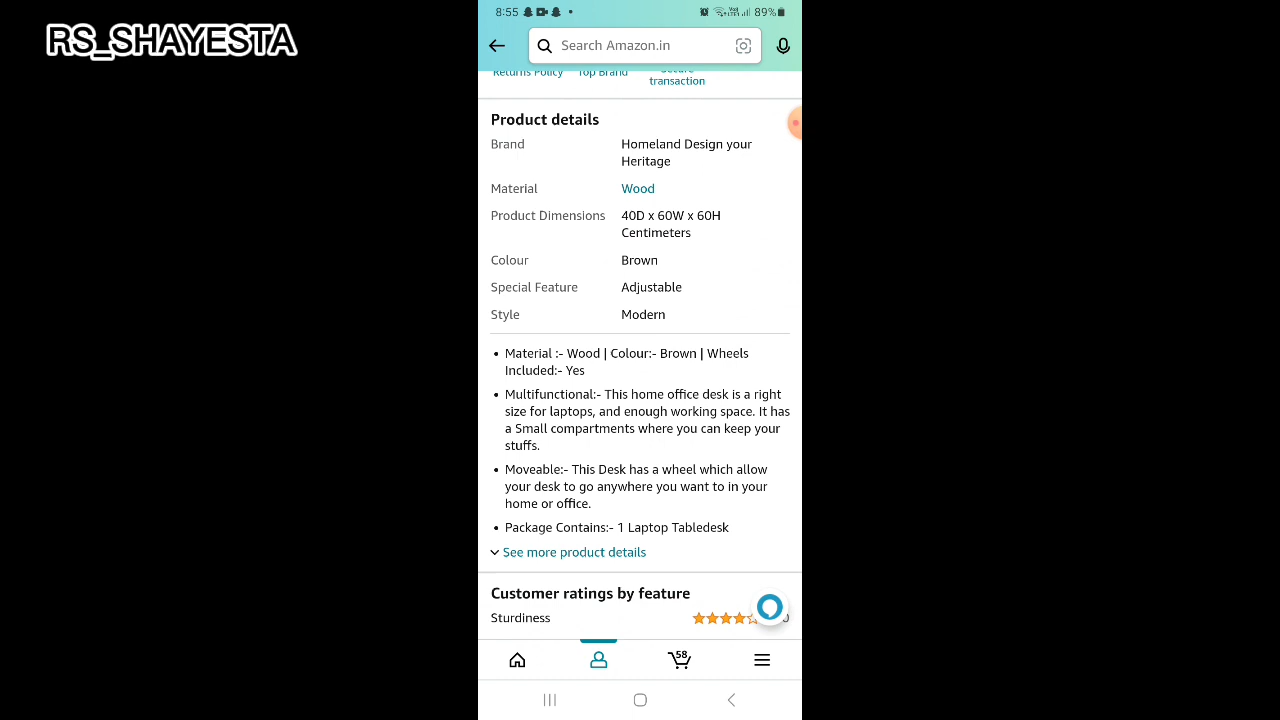 RS_SHAYESTA
8:55
89%
Search Amazon.in
Returns Policy
Top Brand
Secure
transaction
Product details
Brand
Homeland Design your
Heritage
Material
Wood
Product Dimensions
40D x 60W x 60H
Centimeters
Colour
Brown
Special Feature
Adjustable
Style
Modern
• Material :- Wood | Colour:- Brown | Wheels
Included:- Yes
• Multifunctional:- This home office desk is a right
size for laptops, and enough working space. It has
a Small compartments where you can keep your
stuffs.
• Moveable:- This Desk has a wheel which allow
your desk to go anywhere you want to in your
home or office.
• Package Contains:- 1 Laptop Tabledesk
See more product details
Customer ratings by feature
Sturdiness
58